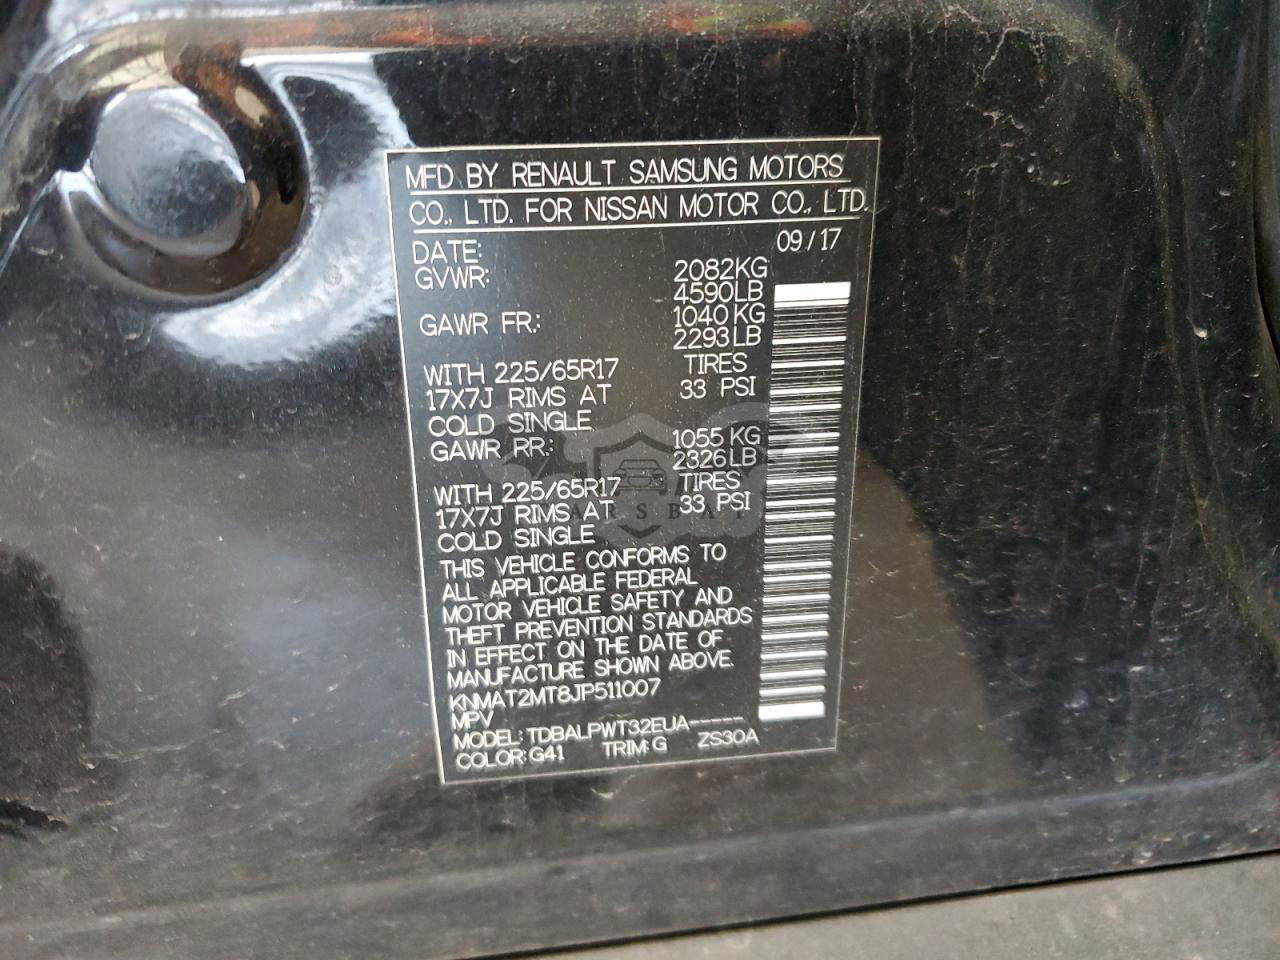 MFD. BY RENAULT SAMSUNG MOTORS
CO., LTD. FOR NISSAN MOTOR CO., LTD.
DATE: 09/17
GVWR: 2082KG
4590LB
GAWR FR.: 1040KG
2293LB
WITH 225/65R17 TIRES
17X7J RIMS AT 33 PSI
COLD SINGLE
GAWR RR.: 1055KG
2326LB
WITH 225/65R17 TIRES
17X7J RIMS AT 33 PSI
COLD SINGLE
THIS VEHICLE CONFORMS TO
ALL APPLICABLE FEDERAL
MOTOR VEHICLE SAFETY AND
THEFT PREVENTION STANDARDS
IN EFFECT ON THE DATE OF
MANUFACTURE SHOWN ABOVE.
KNMAT2MT8JP511007
MPV
MODEL: TDBALPWT32EUA-----
COLOR: G41 TRIM: G ZS30A